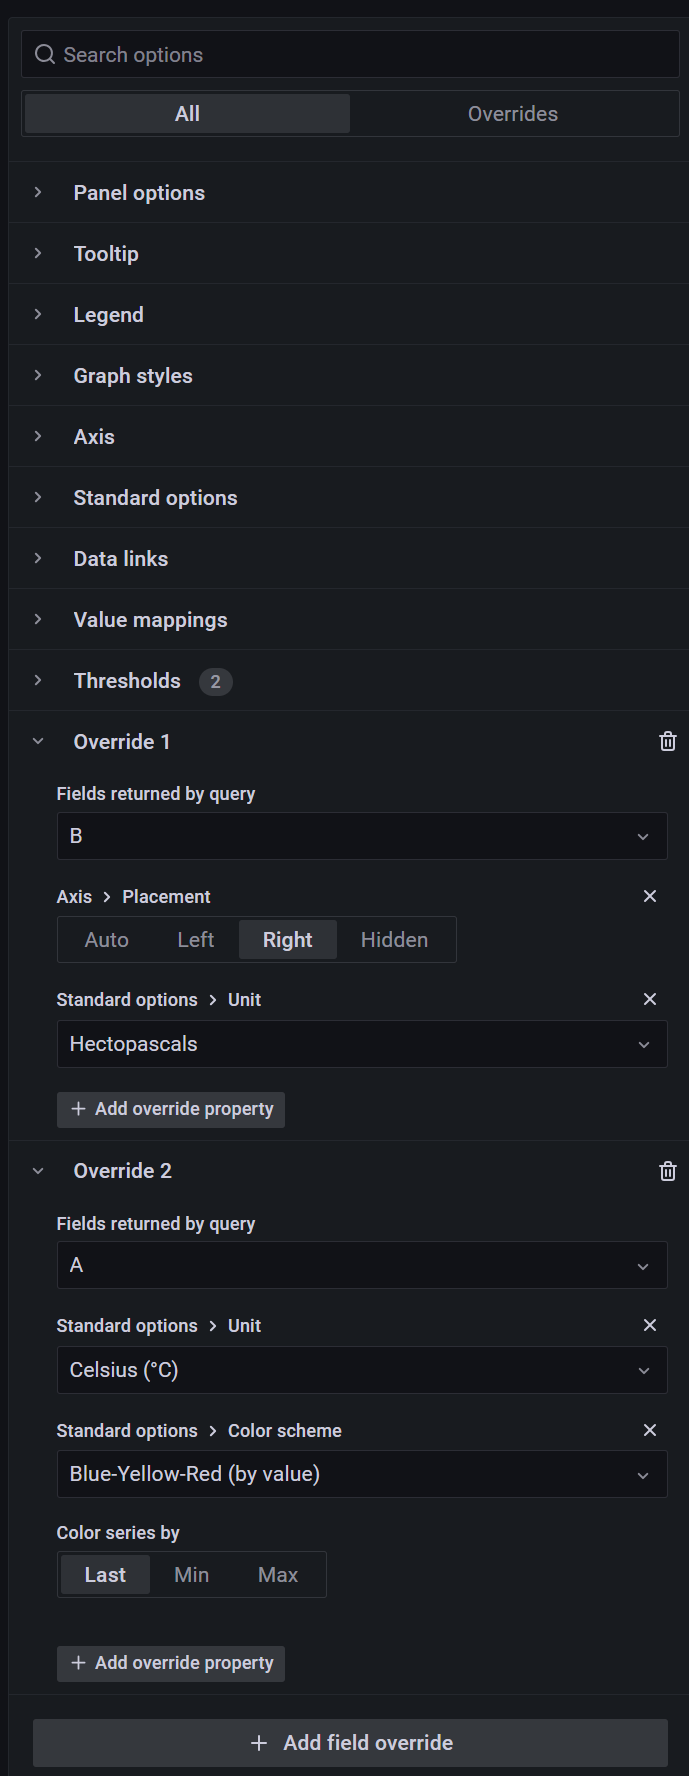 Search options
All Overrides
Panel options
Tooltip
Legend
Graph styles
Axis
Standard options
Data links
Value mappings
Thresholds 2
Override 1
Fields returned by query
B
Axis > Placement
Auto Left Right Hidden
Standard options > Unit
Hectopascals
+ Add override property
Override 2
Fields returned by query
A
Standard options > Unit
Celsius (°C)
Standard options > Color scheme
Blue-Yellow-Red (by value)
Color series by
Last Min Max
+ Add override property
+ Add field override